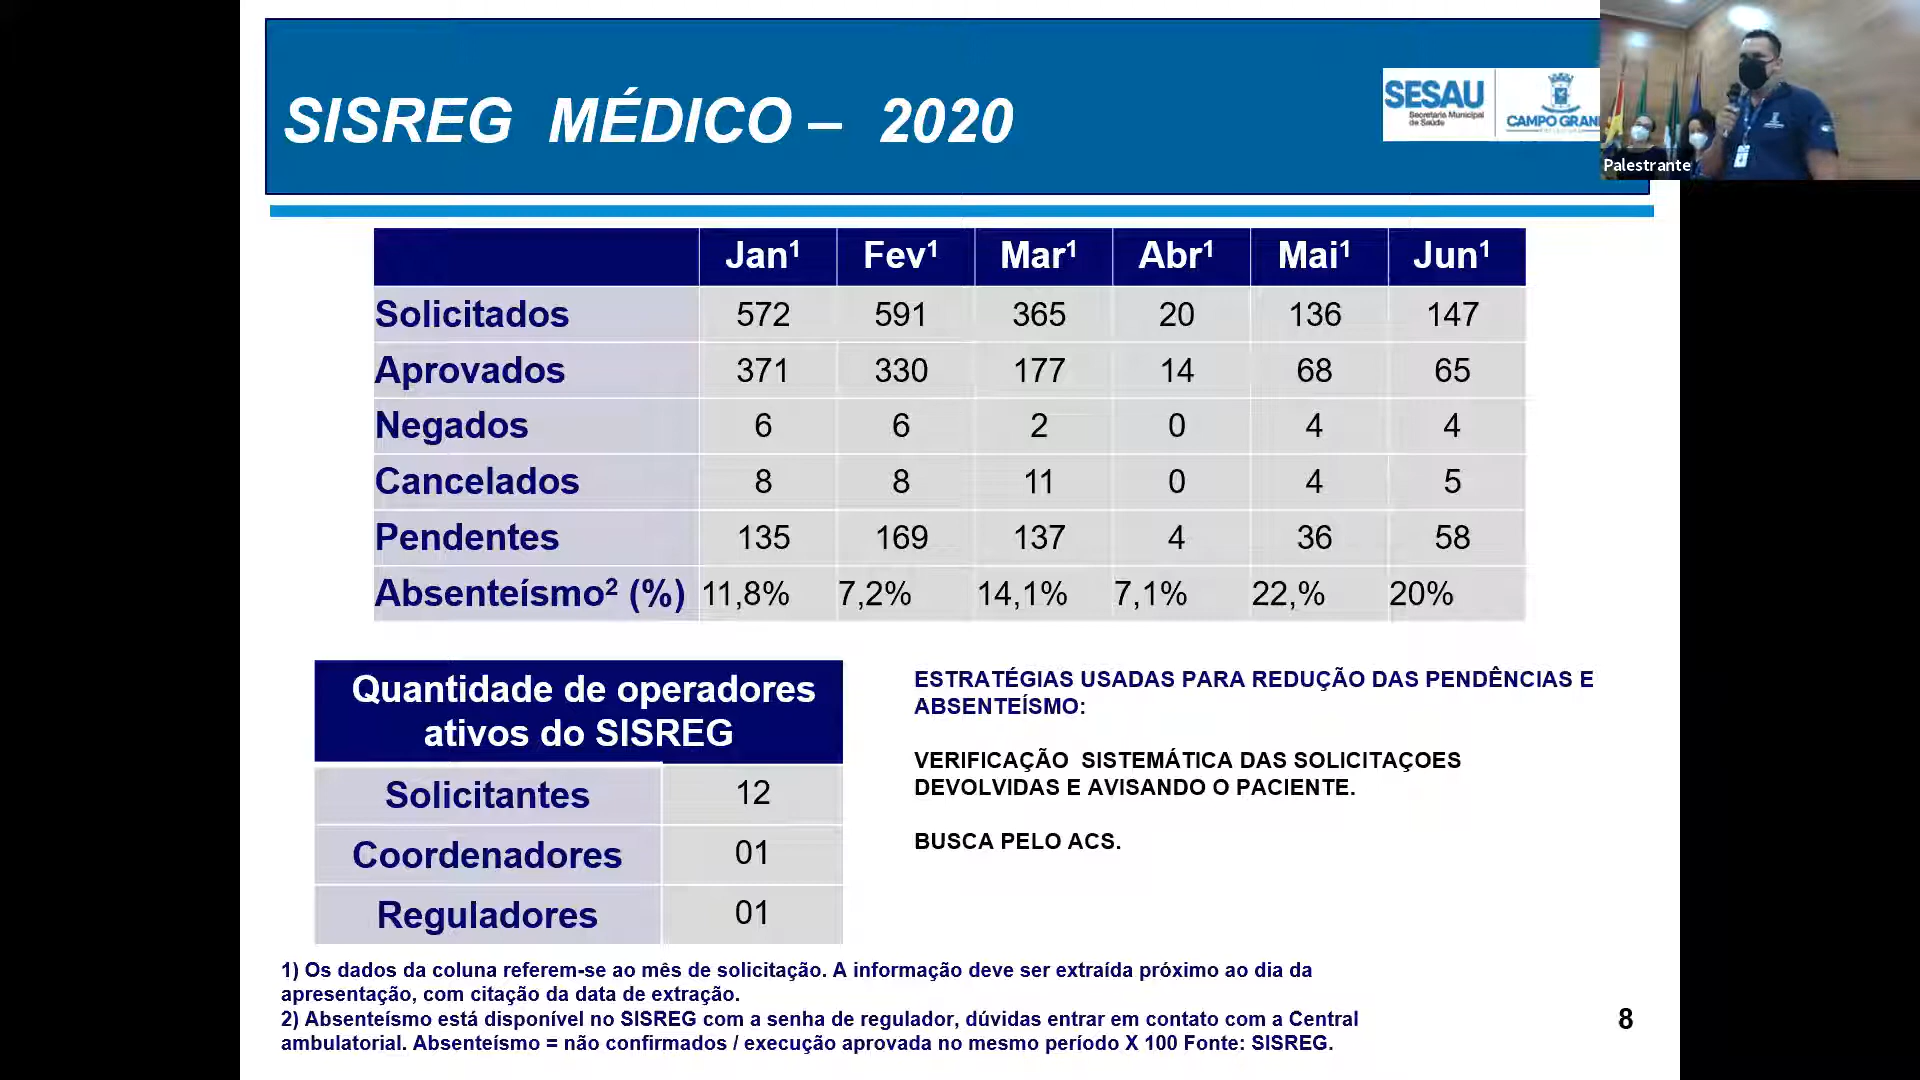 SISREG MÉDICO – 2020
SESAU
Secretaria Municipal
de Saúde
CAMPO GRAN
Palestrante
Jan¹ Fev¹ Mar¹ Abr¹ Mai¹ Jun¹
Solicitados 572 591 365 20 136 147
Aprovados 371 330 177 14 68 65
Negados 6 6 2 0 4 4
Cancelados 8 8 11 0 4 5
Pendentes 135 169 137 4 36 58
Absenteísmo² (%) 11,8% 7,2% 14,1% 7,1% 22,% 20%
Quantidade de operadores
ativos do SISREG
Solicitantes 12
Coordenadores 01
Reguladores 01
ESTRATÉGIAS USADAS PARA REDUÇÃO DAS PENDÊNCIAS E
ABSENTEÍSMO:
VERIFICAÇÃO SISTEMÁTICA DAS SOLICITAÇOES
DEVOLVIDAS E AVISANDO O PACIENTE.
BUSCA PELO ACS.
1) Os dados da coluna referem-se ao mês de solicitação. A informação deve ser extraída próximo ao dia da
apresentação, com citação da data de extração.
2) Absenteísmo está disponível no SISREG com a senha de regulador, dúvidas entrar em contato com a Central
ambulatorial. Absenteísmo = não confirmados / execução aprovada no mesmo período X 100 Fonte: SISREG.
8